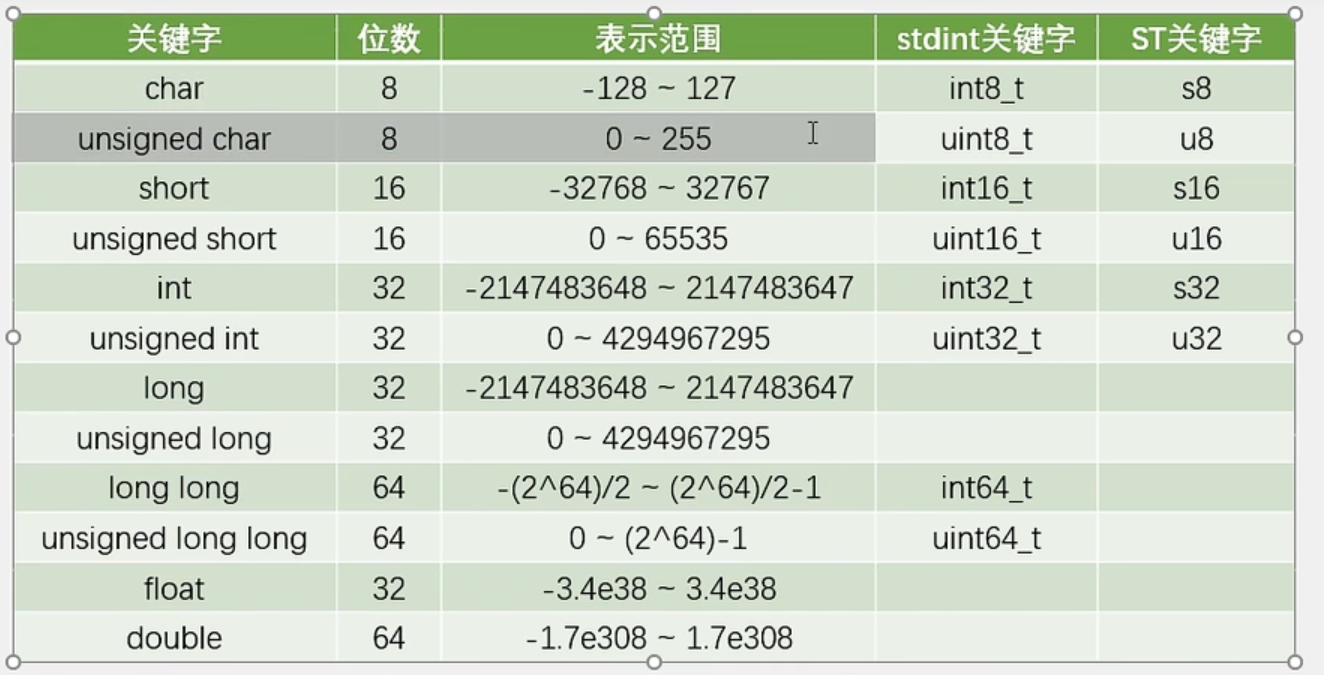 关键字 位数 表示范围 stdint关键字 ST关键字
char 8 -128 ~ 127 int8_t s8
unsigned char 8 0 ~ 255 uint8_t u8
short 16 -32768 ~ 32767 int16_t s16
unsigned short 16 0 ~ 65535 uint16_t u16
int 32 -2147483648 ~ 2147483647 int32_t s32
unsigned int 32 0 ~ 4294967295 uint32_t u32
long 32 -2147483648 ~ 2147483647
unsigned long 32 0 ~ 4294967295
long long 64 -(2^64)/2 ~ (2^64)/2-1 int64_t
unsigned long long 64 0 ~ (2^64)-1 uint64_t
float 32 -3.4e38 ~ 3.4e38
double 64 -1.7e308 ~ 1.7e308